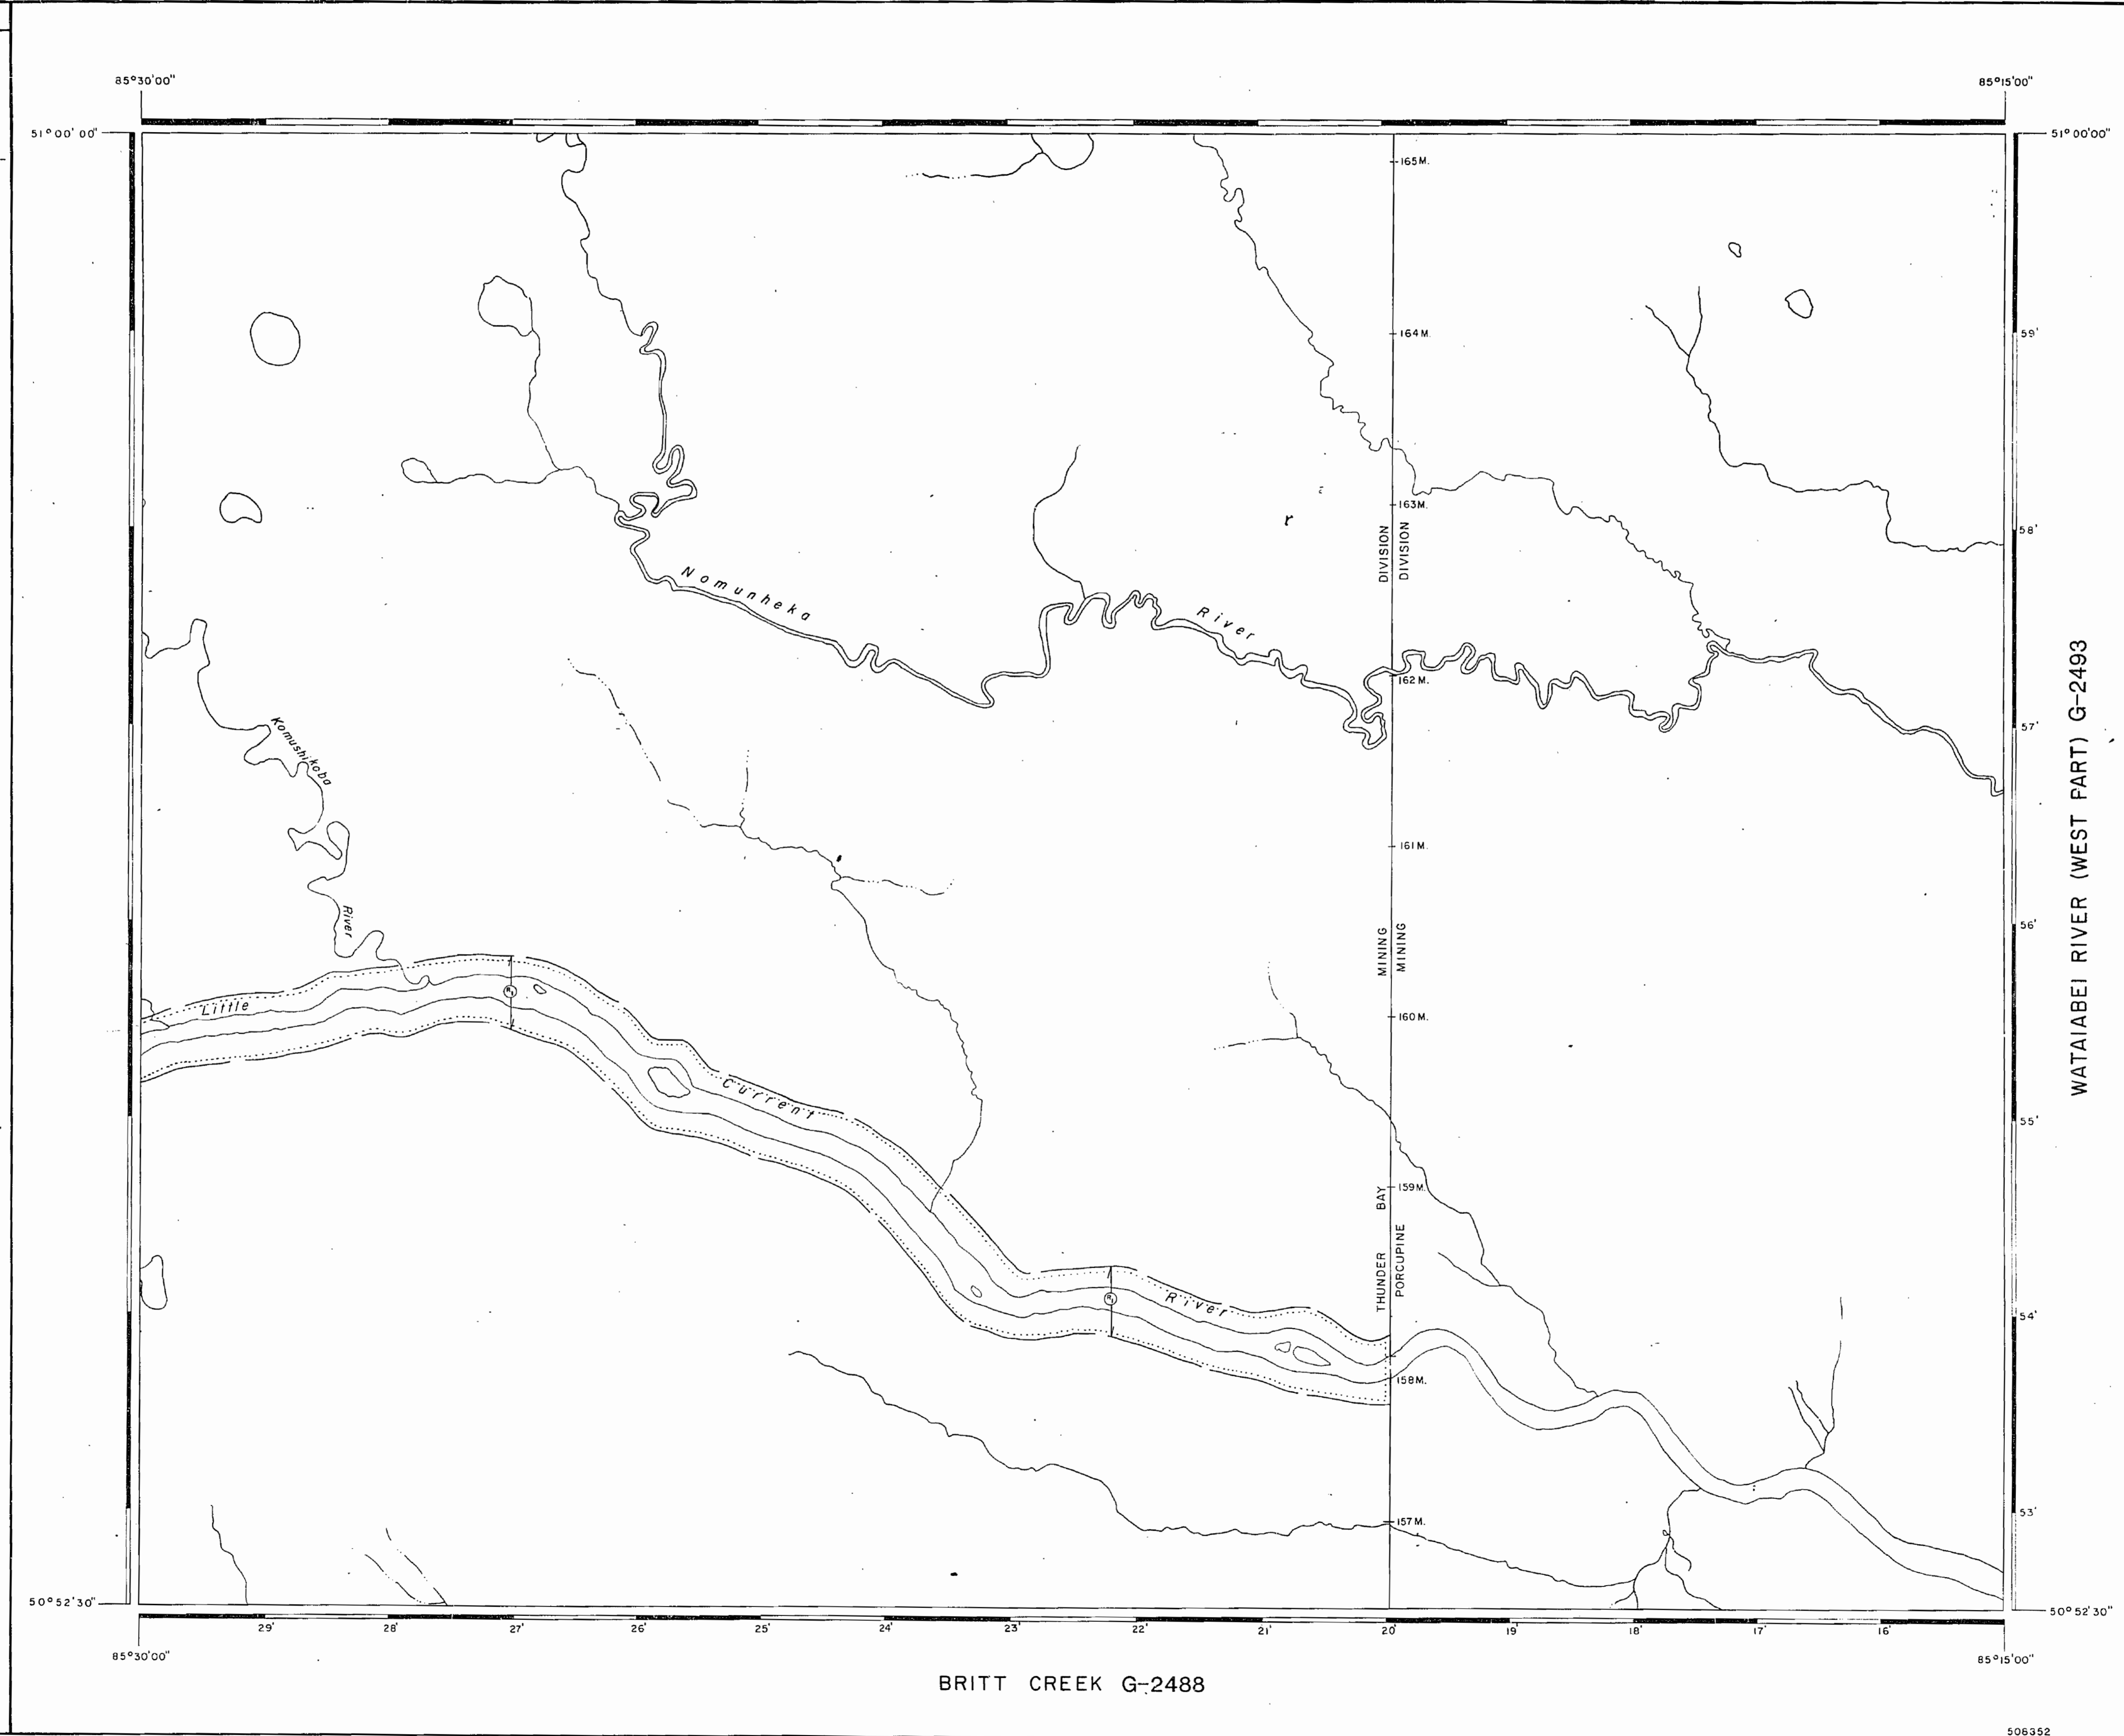 85°30'00"
85°15'00"
51°00'00"
51°00'00"
165M.
164M.
59'
163M.
58'
DIVISION
DIVISION
Nomunheka River
162M.
57'
Komushikoba River
161M.
56'
MINING
MINING
Little Current River
R1
160M.
55'
159M.
THUNDER BAY
PORCUPINE
R1
54'
158M.
157M.
53'
50°52'30"
50°52'30"
29' 28' 27' 26' 25' 24' 23' 22' 21' 20' 19 18' 17' 16'
85°30'00"
85°15'00"
WATAIABEI RIVER (WEST PART) G-2493
BRITT CREEK G-2488
506352